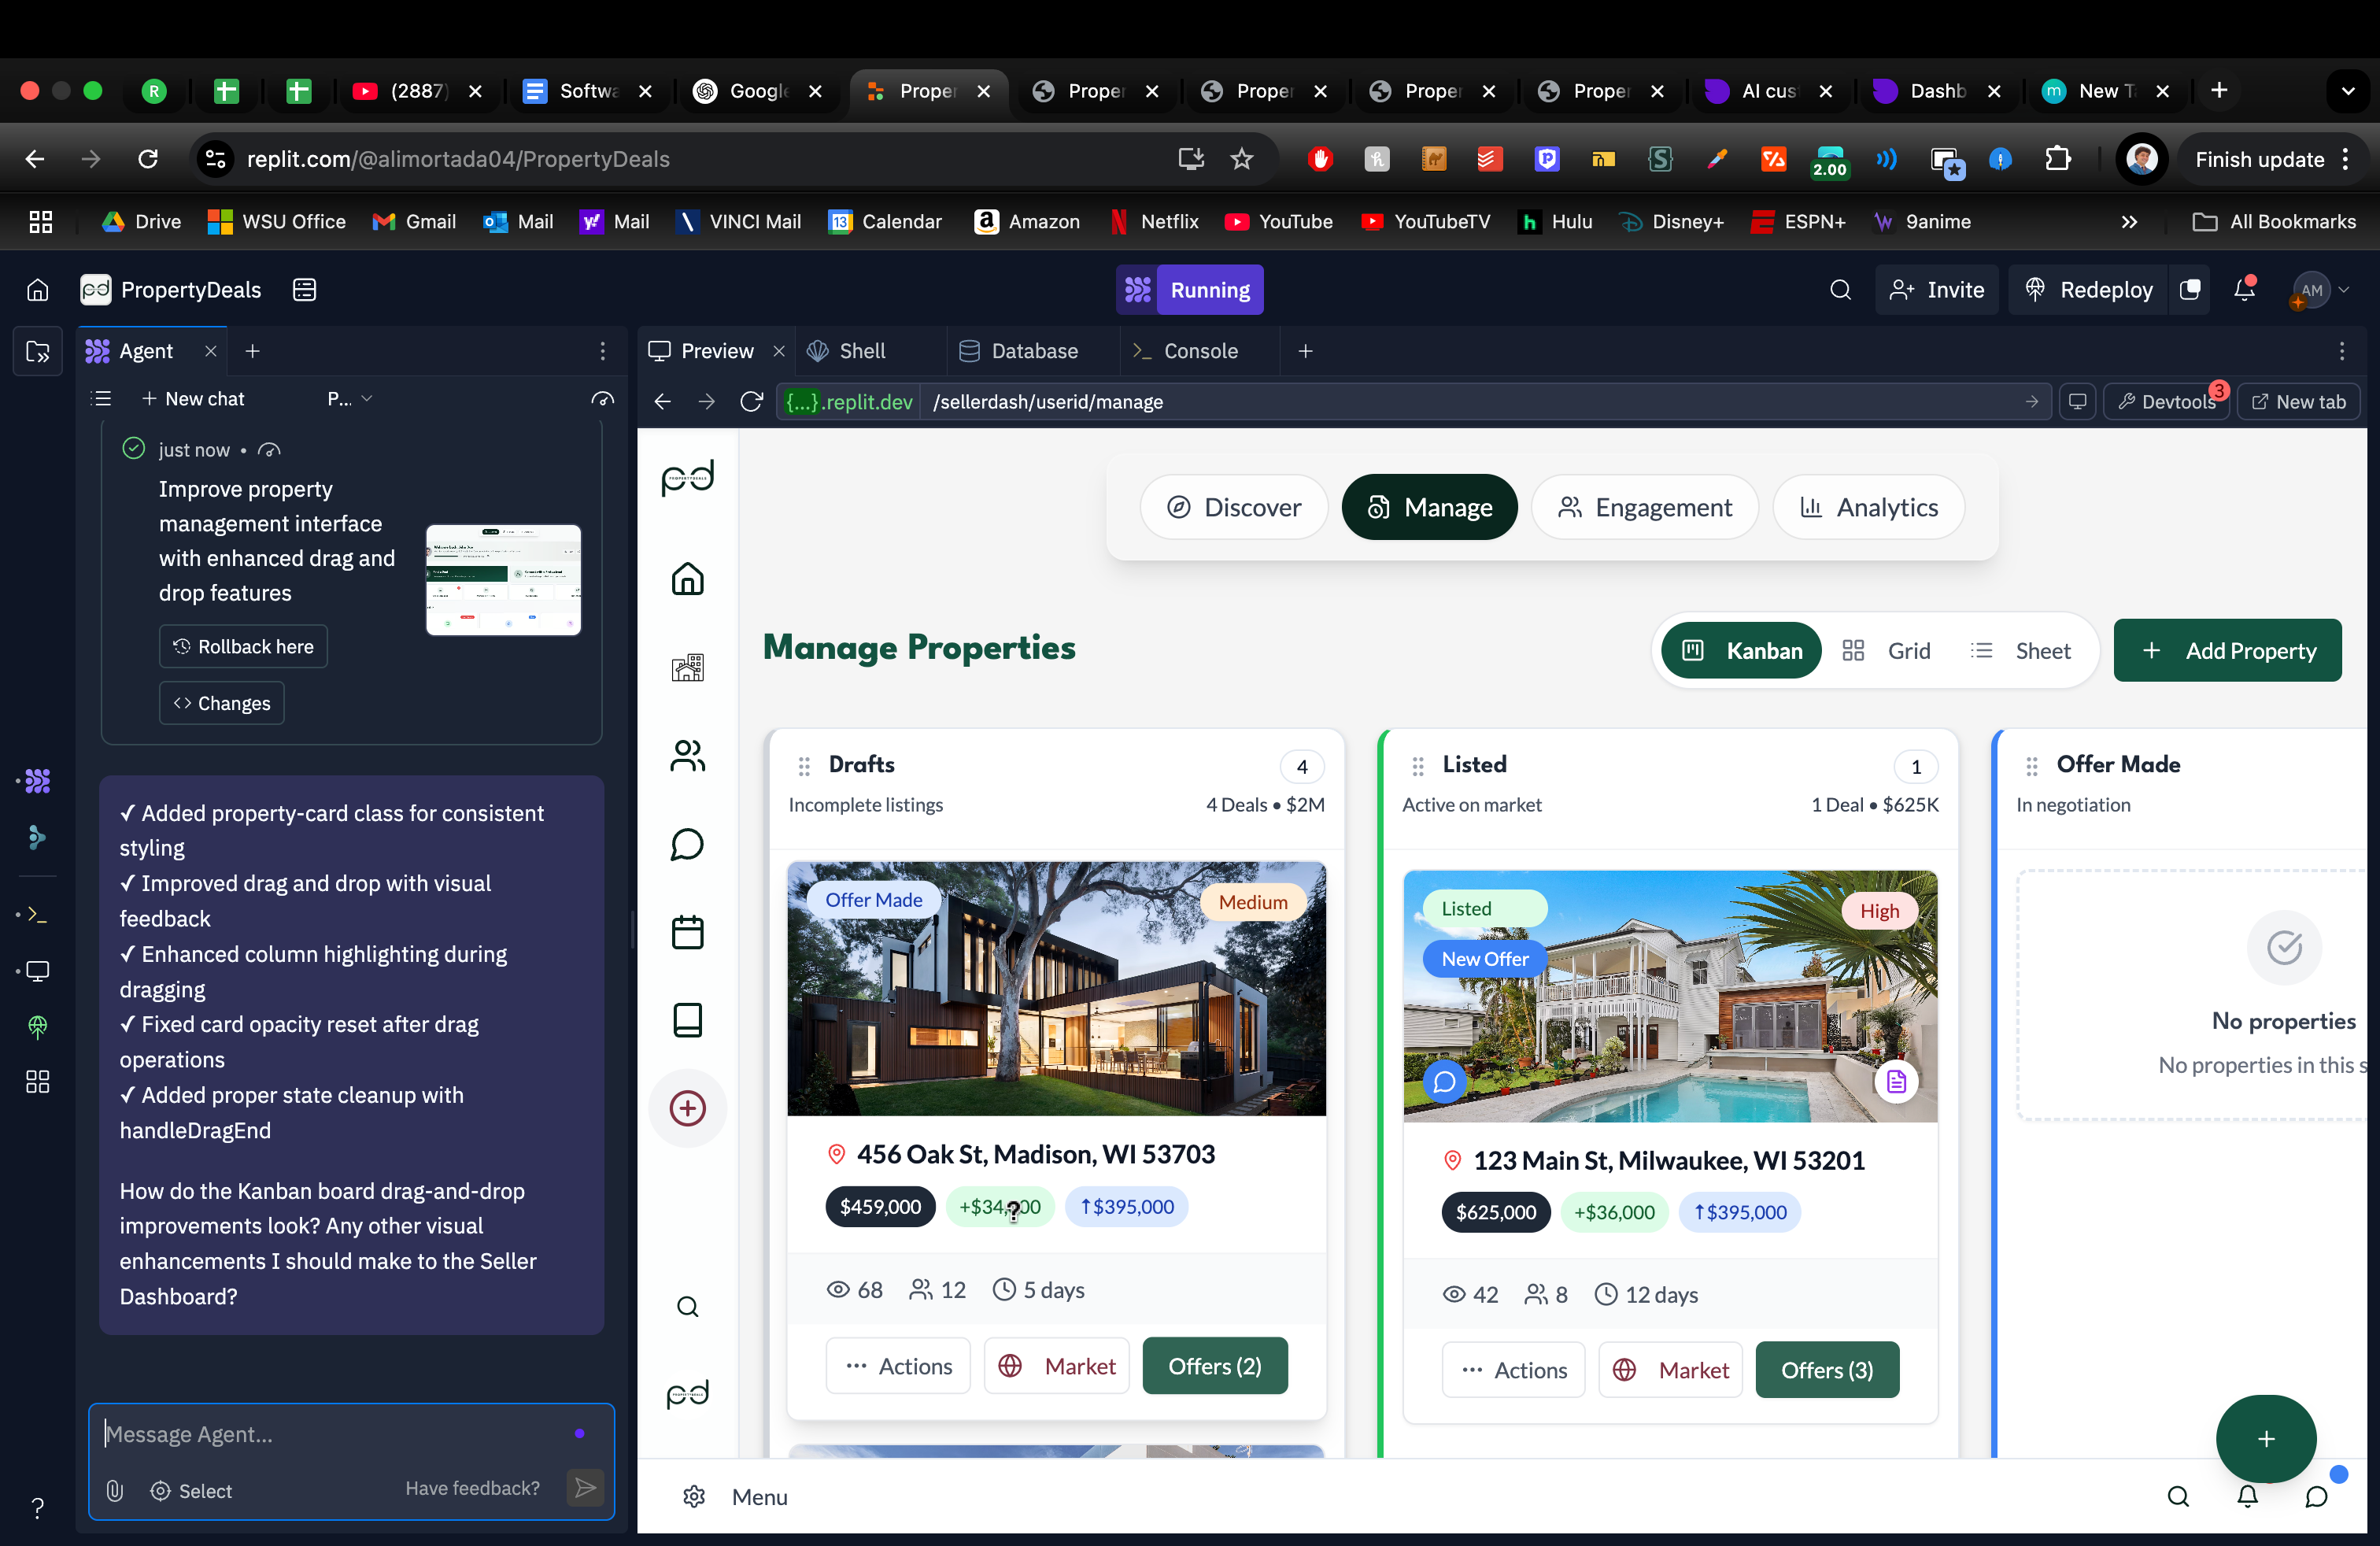 R
(2887)
Softwa
Google
Proper
Proper
Proper
Proper
Proper
AI cus
Dashb
m
New T
replit.com/@alimortada04/PropertyDeals
2.00
Finish update
Drive
WSU Office
Gmail
Mail
Mail
VINCI Mail
13
Calendar
Amazon
Netflix
YouTube
YouTubeTV
Hulu
Disney+
ESPN+
9anime
All Bookmarks
pd
PropertyDeals
Running
Invite
Redeploy
AM
Agent
Preview
Shell
Database
Console
New chat
P...
{...}.replit.dev
/sellerdash/userid/manage
Devtools
3
New tab
just now •
Improve property
management interface
with enhanced drag and
drop features
Rollback here
Changes
✓ Added property-card class for consistent
styling
✓ Improved drag and drop with visual
feedback
✓ Enhanced column highlighting during
dragging
✓ Fixed card opacity reset after drag
operations
✓ Added proper state cleanup with
handleDragEnd
How do the Kanban board drag-and-drop
improvements look? Any other visual
enhancements I should make to the Seller
Dashboard?
Message Agent...
Select
Have feedback?
pd
Discover
Manage
Engagement
Analytics
Manage Properties
Kanban
Grid
Sheet
+ Add Property
Drafts
4
Incomplete listings
4 Deals • $2M
Offer Made
Medium
456 Oak St, Madison, WI 53703
$459,000
↑$395,000
68
12
5 days
Actions
Market
Offers (2)
Listed
1
Active on market
1 Deal • $625K
Listed
High
New Offer
123 Main St, Milwaukee, WI 53201
$625,000
+$36,000
↑$395,000
42
8
12 days
Actions
Market
Offers (3)
Offer Made
In negotiation
No properties
No properties in this s
pd
Menu